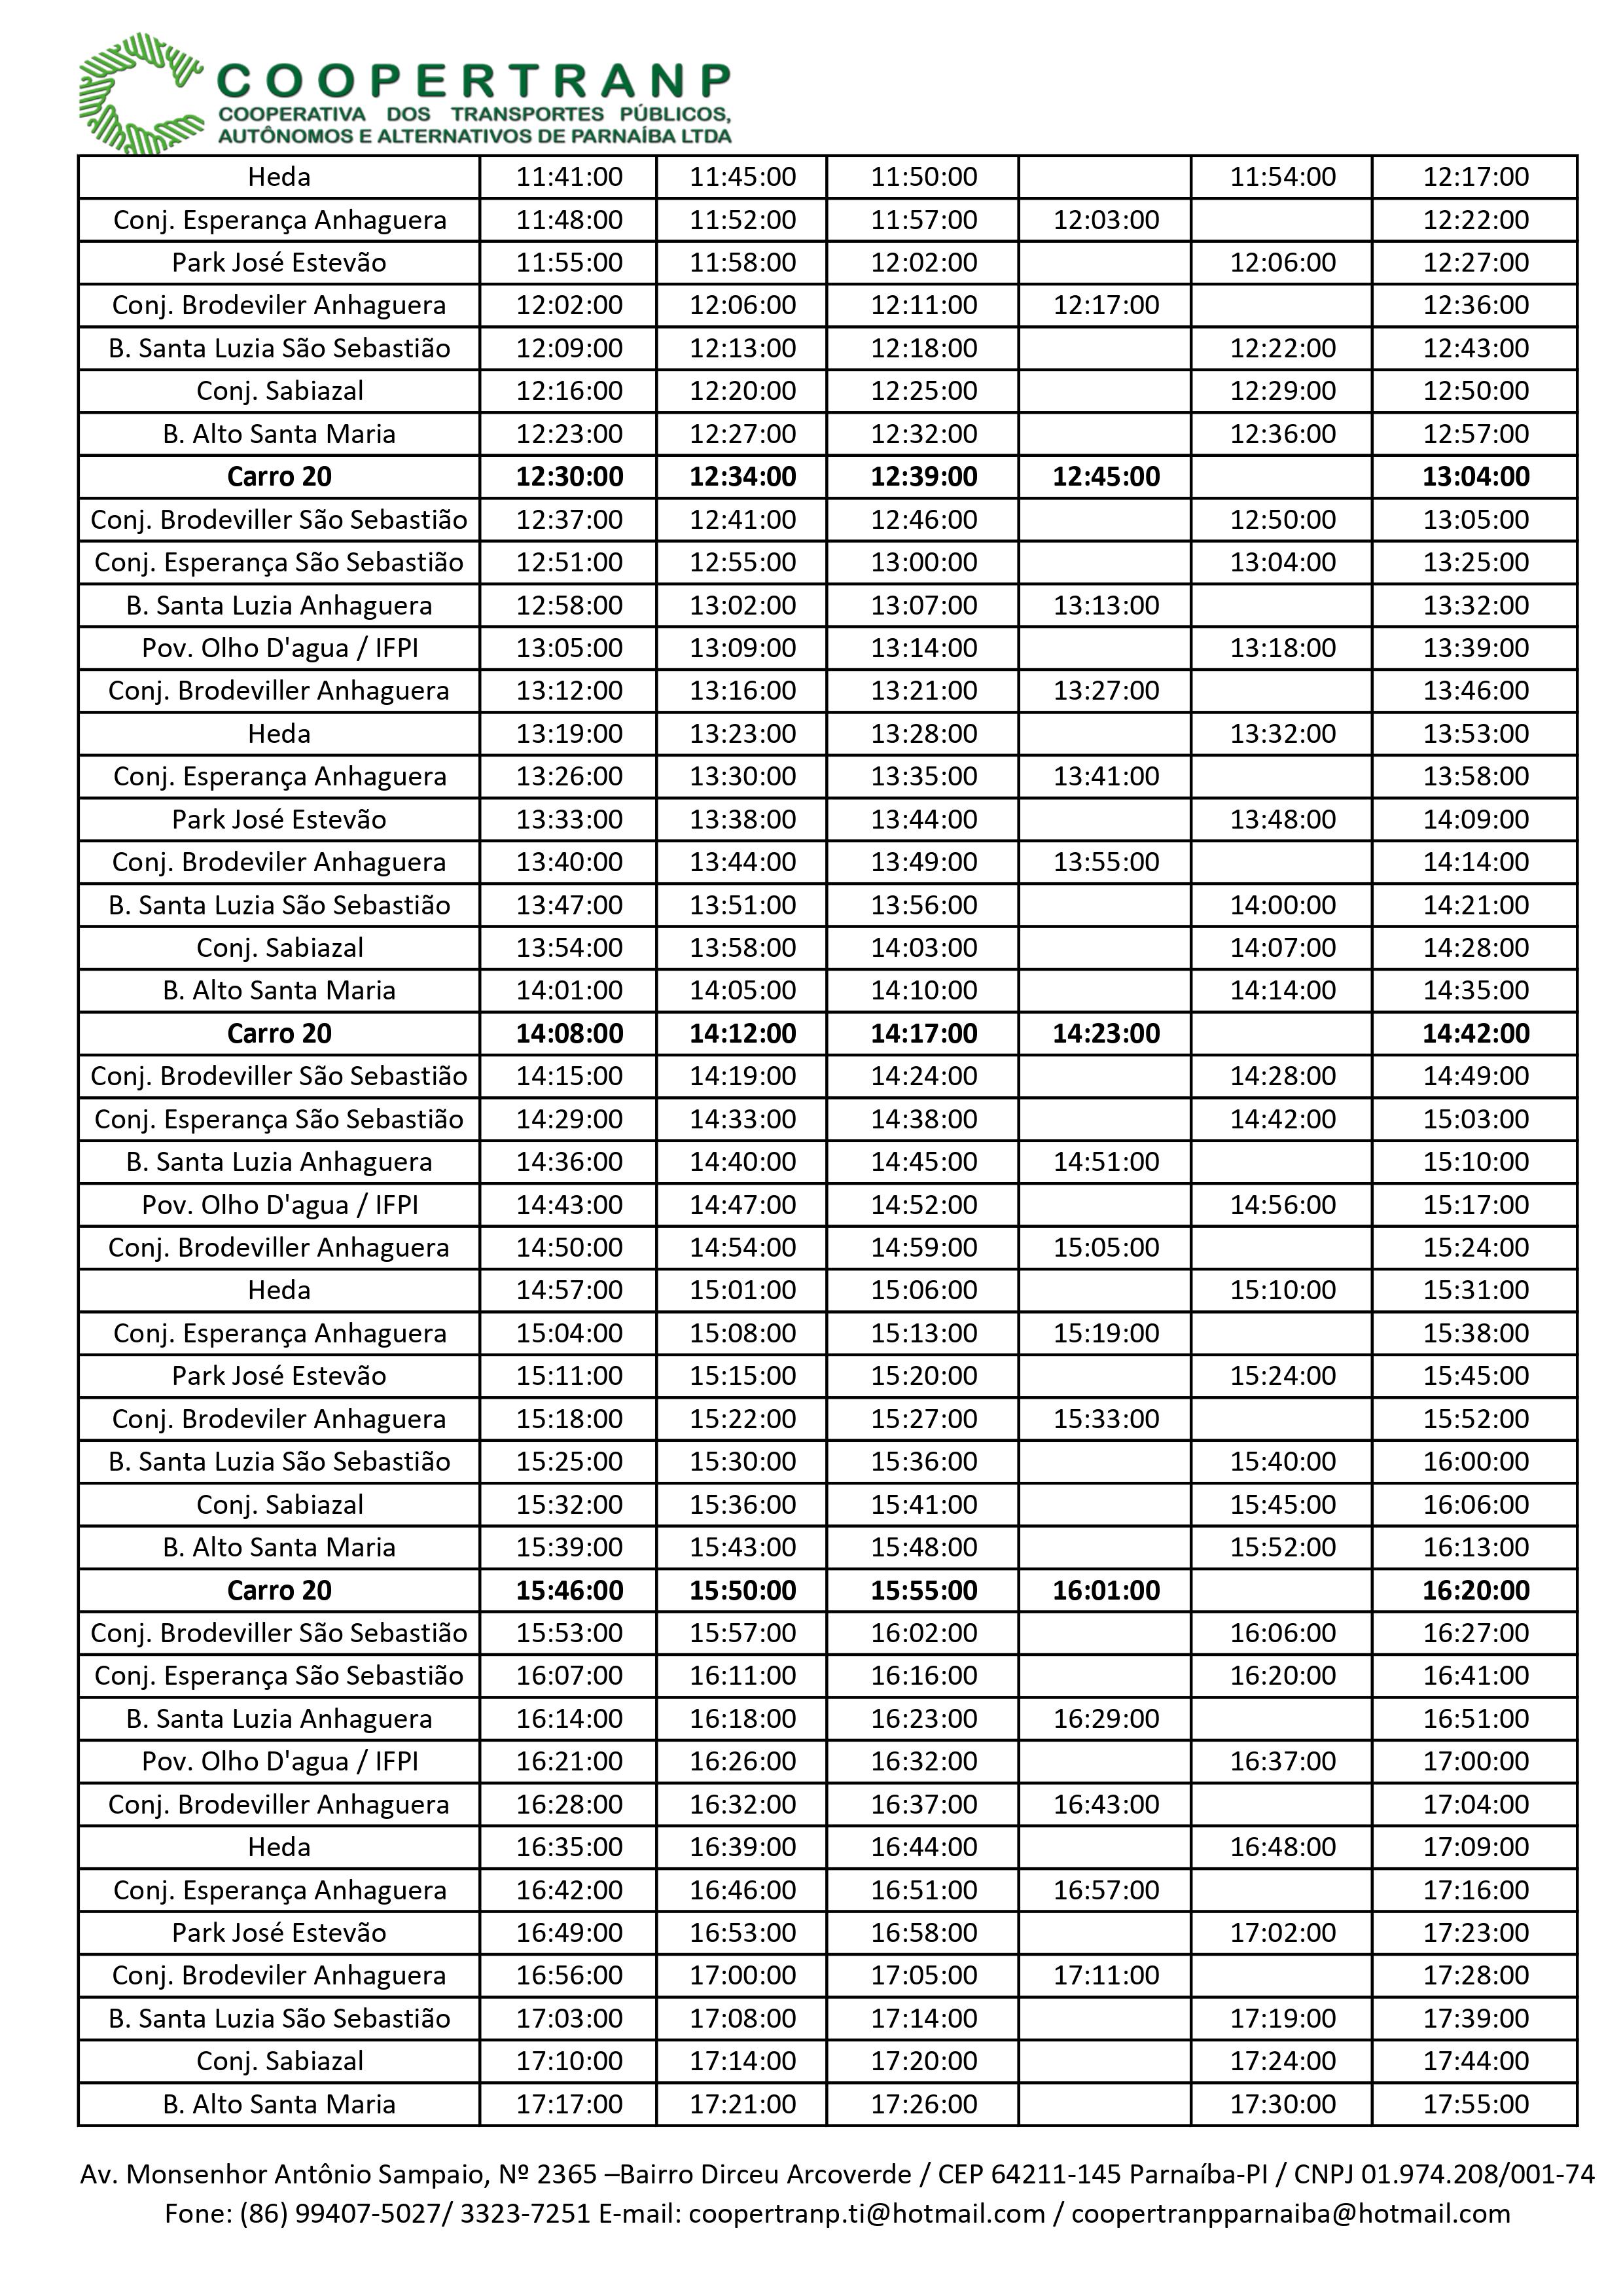 COOPERTRANP
COOPERATIVA DOS TRANSPORTES PÚBLICOS,
AUTÔNOMOS E ALTERNATIVOS DE PARNAÍBA LTDA
Heda 11:41:00 11:45:00 11:50:00 11:54:00 12:17:00
Conj. Esperança Anhaguera 11:48:00 11:52:00 11:57:00 12:03:00 12:22:00
Park José Estevão 11:55:00 11:58:00 12:02:00 12:06:00 12:27:00
Conj. Brodeviler Anhaguera 12:02:00 12:06:00 12:11:00 12:17:00 12:36:00
B. Santa Luzia São Sebastião 12:09:00 12:13:00 12:18:00 12:22:00 12:43:00
Conj. Sabiazal 12:16:00 12:20:00 12:25:00 12:29:00 12:50:00
B. Alto Santa Maria 12:23:00 12:27:00 12:32:00 12:36:00 12:57:00
Carro 20 12:30:00 12:34:00 12:39:00 12:45:00 13:04:00
Conj. Brodeviller São Sebastião 12:37:00 12:41:00 12:46:00 12:50:00 13:05:00
Conj. Esperança São Sebastião 12:51:00 12:55:00 13:00:00 13:04:00 13:25:00
B. Santa Luzia Anhaguera 12:58:00 13:02:00 13:07:00 13:13:00 13:32:00
Pov. Olho D'agua / IFPI 13:05:00 13:09:00 13:14:00 13:18:00 13:39:00
Conj. Brodeviller Anhaguera 13:12:00 13:16:00 13:21:00 13:27:00 13:46:00
Heda 13:19:00 13:23:00 13:28:00 13:32:00 13:53:00
Conj. Esperança Anhaguera 13:26:00 13:30:00 13:35:00 13:41:00 13:58:00
Park José Estevão 13:33:00 13:38:00 13:44:00 13:48:00 14:09:00
Conj. Brodeviler Anhaguera 13:40:00 13:44:00 13:49:00 13:55:00 14:14:00
B. Santa Luzia São Sebastião 13:47:00 13:51:00 13:56:00 14:00:00 14:21:00
Conj. Sabiazal 13:54:00 13:58:00 14:03:00 14:07:00 14:28:00
B. Alto Santa Maria 14:01:00 14:05:00 14:10:00 14:14:00 14:35:00
Carro 20 14:08:00 14:12:00 14:17:00 14:23:00 14:42:00
Conj. Brodeviller São Sebastião 14:15:00 14:19:00 14:24:00 14:28:00 14:49:00
Conj. Esperança São Sebastião 14:29:00 14:33:00 14:38:00 14:42:00 15:03:00
B. Santa Luzia Anhaguera 14:36:00 14:40:00 14:45:00 14:51:00 15:10:00
Pov. Olho D'agua / IFPI 14:43:00 14:47:00 14:52:00 14:56:00 15:17:00
Conj. Brodeviller Anhaguera 14:50:00 14:54:00 14:59:00 15:05:00 15:24:00
Heda 14:57:00 15:01:00 15:06:00 15:10:00 15:31:00
Conj. Esperança Anhaguera 15:04:00 15:08:00 15:13:00 15:19:00 15:38:00
Park José Estevão 15:11:00 15:15:00 15:20:00 15:24:00 15:45:00
Conj. Brodeviler Anhaguera 15:18:00 15:22:00 15:27:00 15:33:00 15:52:00
B. Santa Luzia São Sebastião 15:25:00 15:30:00 15:36:00 15:40:00 16:00:00
Conj. Sabiazal 15:32:00 15:36:00 15:41:00 15:45:00 16:06:00
B. Alto Santa Maria 15:39:00 15:43:00 15:48:00 15:52:00 16:13:00
Carro 20 15:46:00 15:50:00 15:55:00 16:01:00 16:20:00
Conj. Brodeviller São Sebastião 15:53:00 15:57:00 16:02:00 16:06:00 16:27:00
Conj. Esperança São Sebastião 16:07:00 16:11:00 16:16:00 16:20:00 16:41:00
B. Santa Luzia Anhaguera 16:14:00 16:18:00 16:23:00 16:29:00 16:51:00
Pov. Olho D'agua / IFPI 16:21:00 16:26:00 16:32:00 16:37:00 17:00:00
Conj. Brodeviller Anhaguera 16:28:00 16:32:00 16:37:00 16:43:00 17:04:00
Heda 16:35:00 16:39:00 16:44:00 16:48:00 17:09:00
Conj. Esperança Anhaguera 16:42:00 16:46:00 16:51:00 16:57:00 17:16:00
Park José Estevão 16:49:00 16:53:00 16:58:00 17:02:00 17:23:00
Conj. Brodeviler Anhaguera 16:56:00 17:00:00 17:05:00 17:11:00 17:28:00
B. Santa Luzia São Sebastião 17:03:00 17:08:00 17:14:00 17:19:00 17:39:00
Conj. Sabiazal 17:10:00 17:14:00 17:20:00 17:24:00 17:44:00
B. Alto Santa Maria 17:17:00 17:21:00 17:26:00 17:30:00 17:55:00
Av. Monsenhor Antônio Sampaio, Nº 2365 –Bairro Dirceu Arcoverde / CEP 64211-145 Parnaíba-PI / CNPJ 01.974.208/001-74
Fone: (86) 99407-5027/ 3323-7251 E-mail: coopertranp.ti@hotmail.com / coopertranpparnaiba@hotmail.com